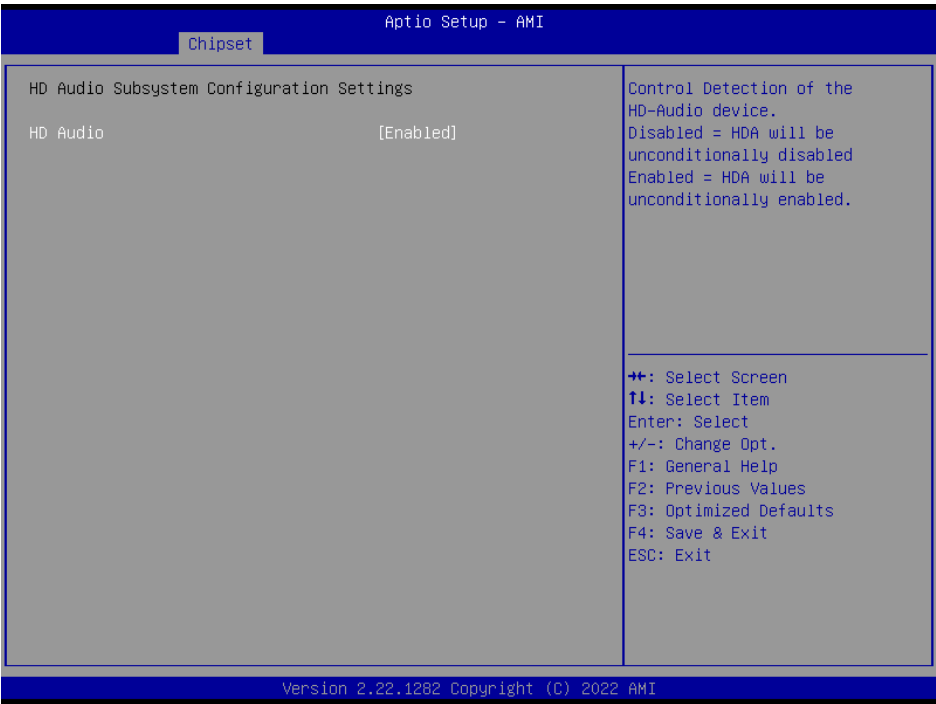 Aptio Setup – AMI
Chipset
HD Audio Subsystem Configuration Settings
HD Audio [Enabled]
Control Detection of the
HD-Audio device.
Disabled = HDA will be
unconditionally disabled
Enabled = HDA will be
unconditionally enabled.
→←: Select Screen
↑↓: Select Item
Enter: Select
+/-: Change Opt.
F1: General Help
F2: Previous Values
F3: Optimized Defaults
F4: Save & Exit
ESC: Exit
Version 2.22.1282 Copyright (C) 2022 AMI